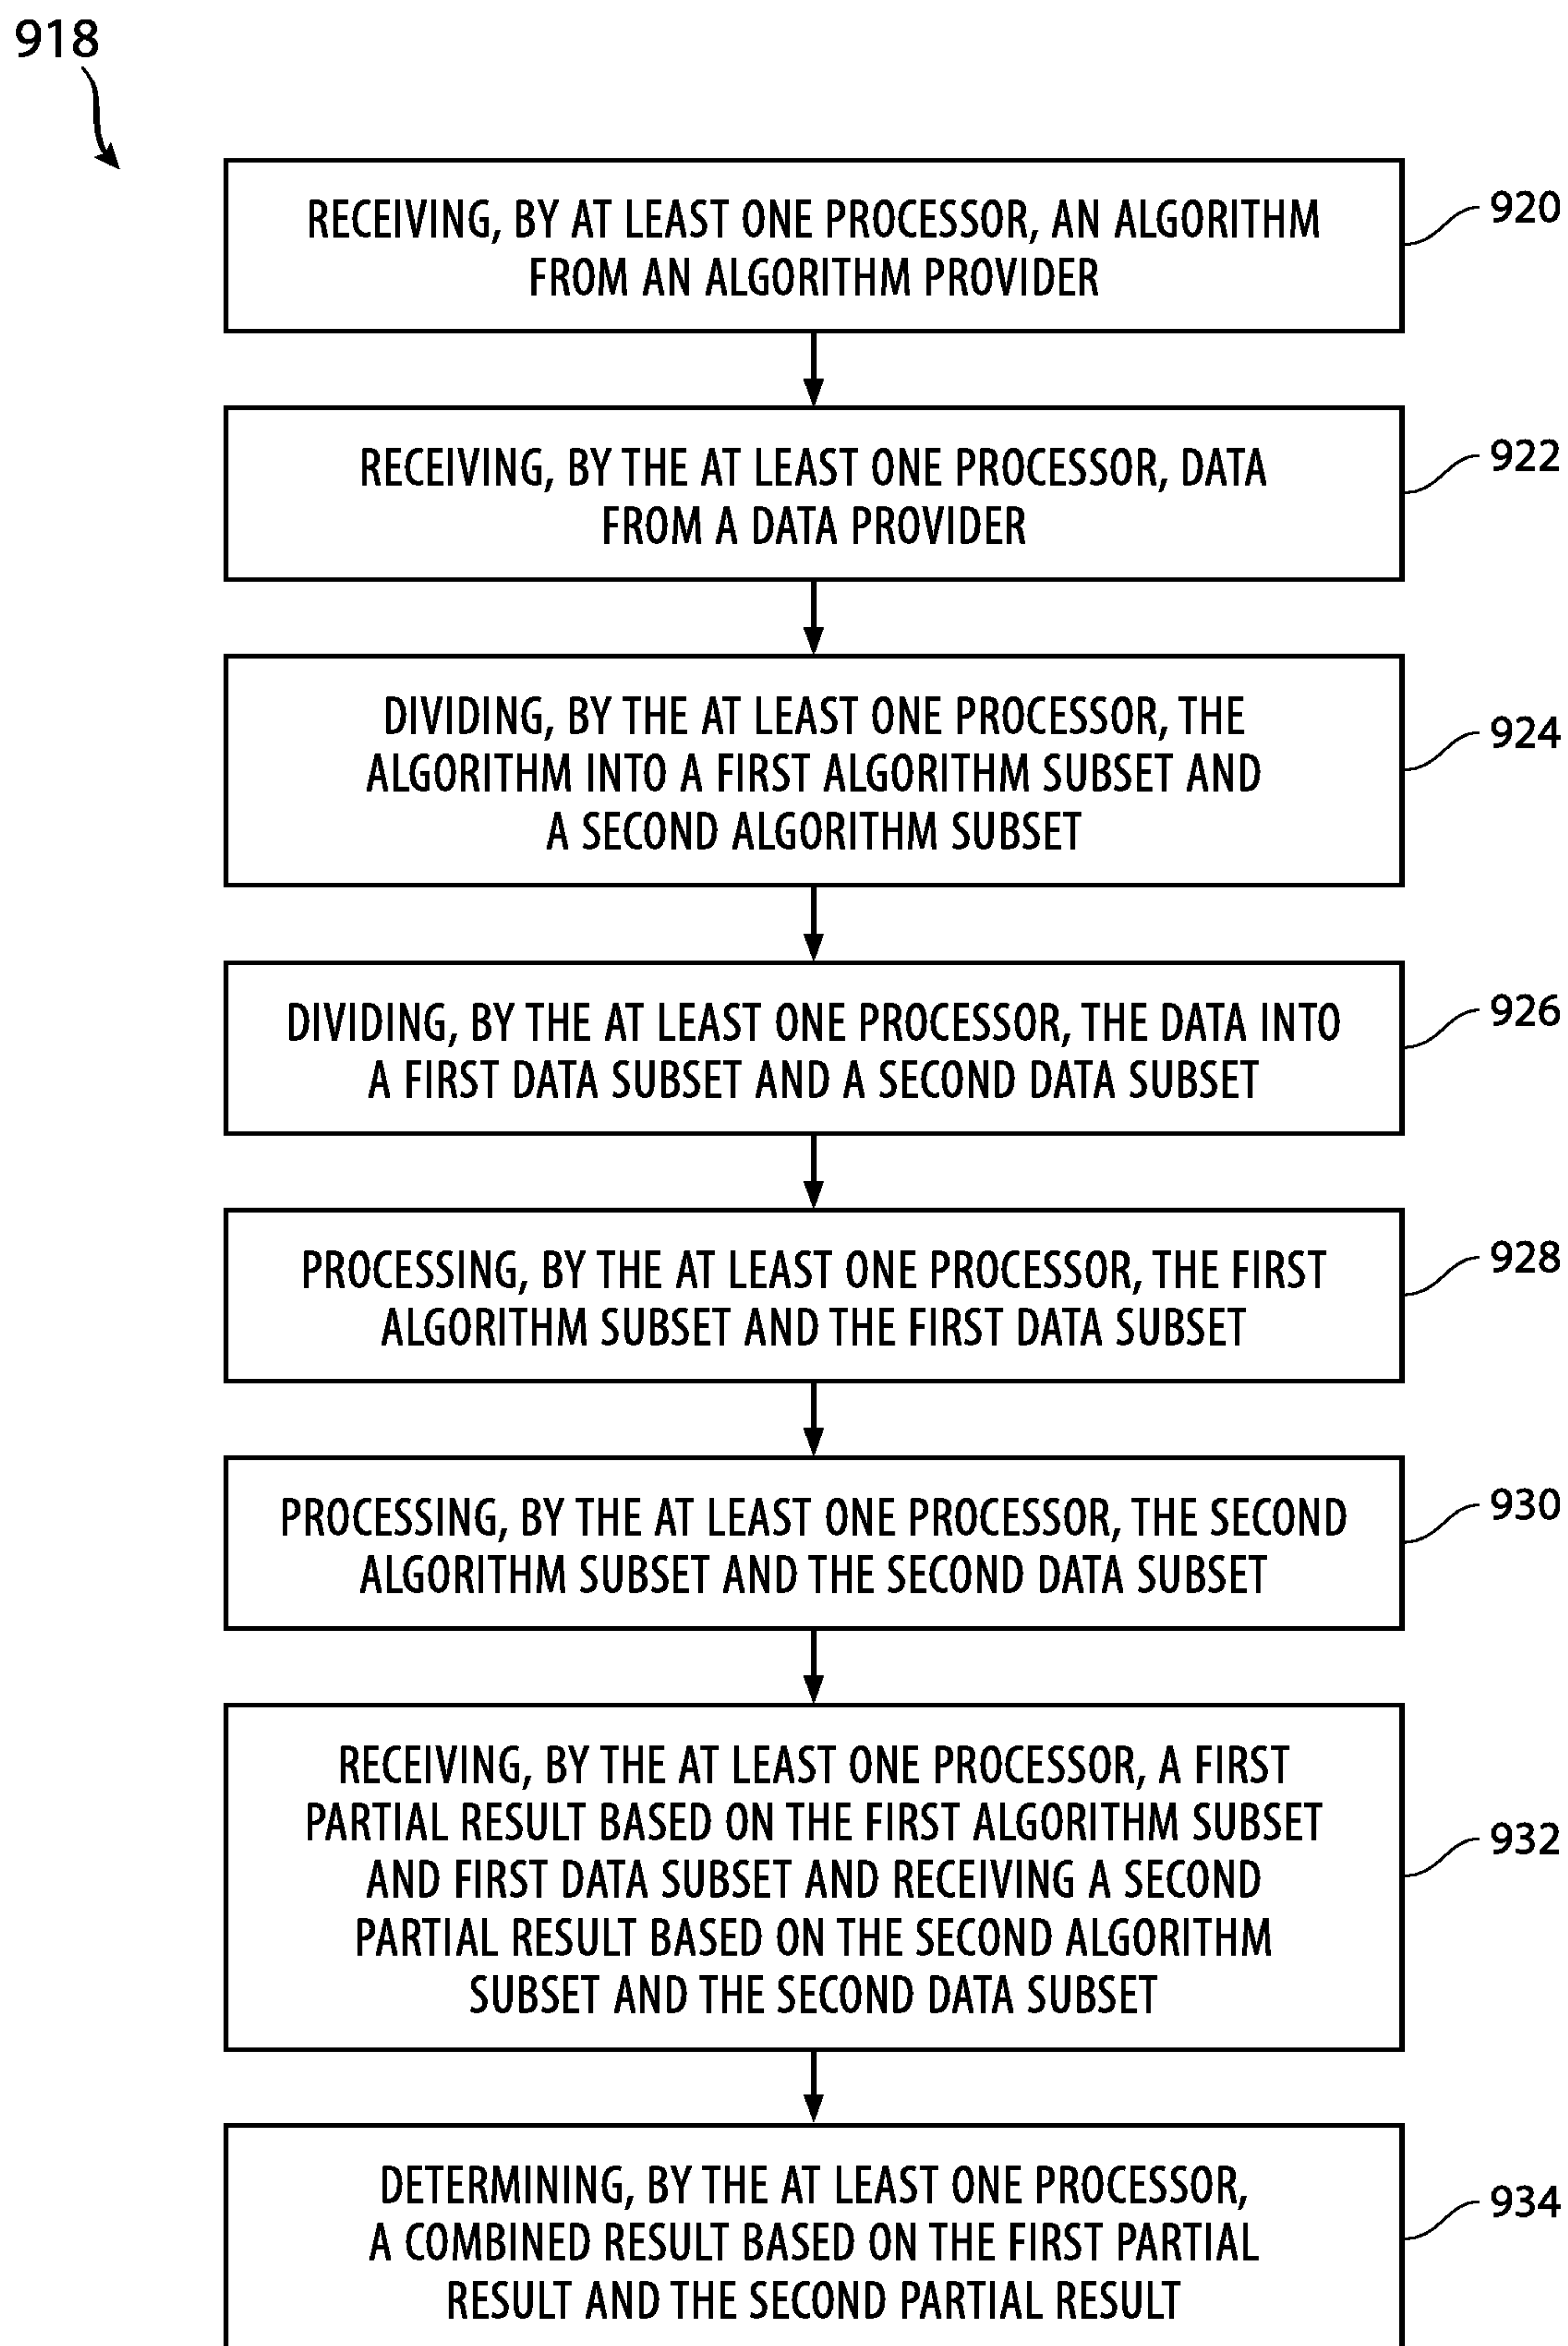 918
RECEIVING, BY AT LEAST ONE PROCESSOR, AN ALGORITHM
FROM AN ALGORITHM PROVIDER
920
RECEIVING, BY THE AT LEAST ONE PROCESSOR, DATA
FROM A DATA PROVIDER
922
DIVIDING, BY THE AT LEAST ONE PROCESSOR, THE
ALGORITHM INTO A FIRST ALGORITHM SUBSET AND
A SECOND ALGORITHM SUBSET
924
DIVIDING, BY THE AT LEAST ONE PROCESSOR, THE DATA INTO
A FIRST DATA SUBSET AND A SECOND DATA SUBSET
926
PROCESSING, BY THE AT LEAST ONE PROCESSOR, THE FIRST
ALGORITHM SUBSET AND THE FIRST DATA SUBSET
928
PROCESSING, BY THE AT LEAST ONE PROCESSOR, THE SECOND
ALGORITHM SUBSET AND THE SECOND DATA SUBSET
930
RECEIVING, BY THE AT LEAST ONE PROCESSOR, A FIRST
PARTIAL RESULT BASED ON THE FIRST ALGORITHM SUBSET
AND FIRST DATA SUBSET AND RECEIVING A SECOND
PARTIAL RESULT BASED ON THE SECOND ALGORITHM
SUBSET AND THE SECOND DATA SUBSET
932
DETERMINING, BY THE AT LEAST ONE PROCESSOR,
A COMBINED RESULT BASED ON THE FIRST PARTIAL
RESULT AND THE SECOND PARTIAL RESULT
934